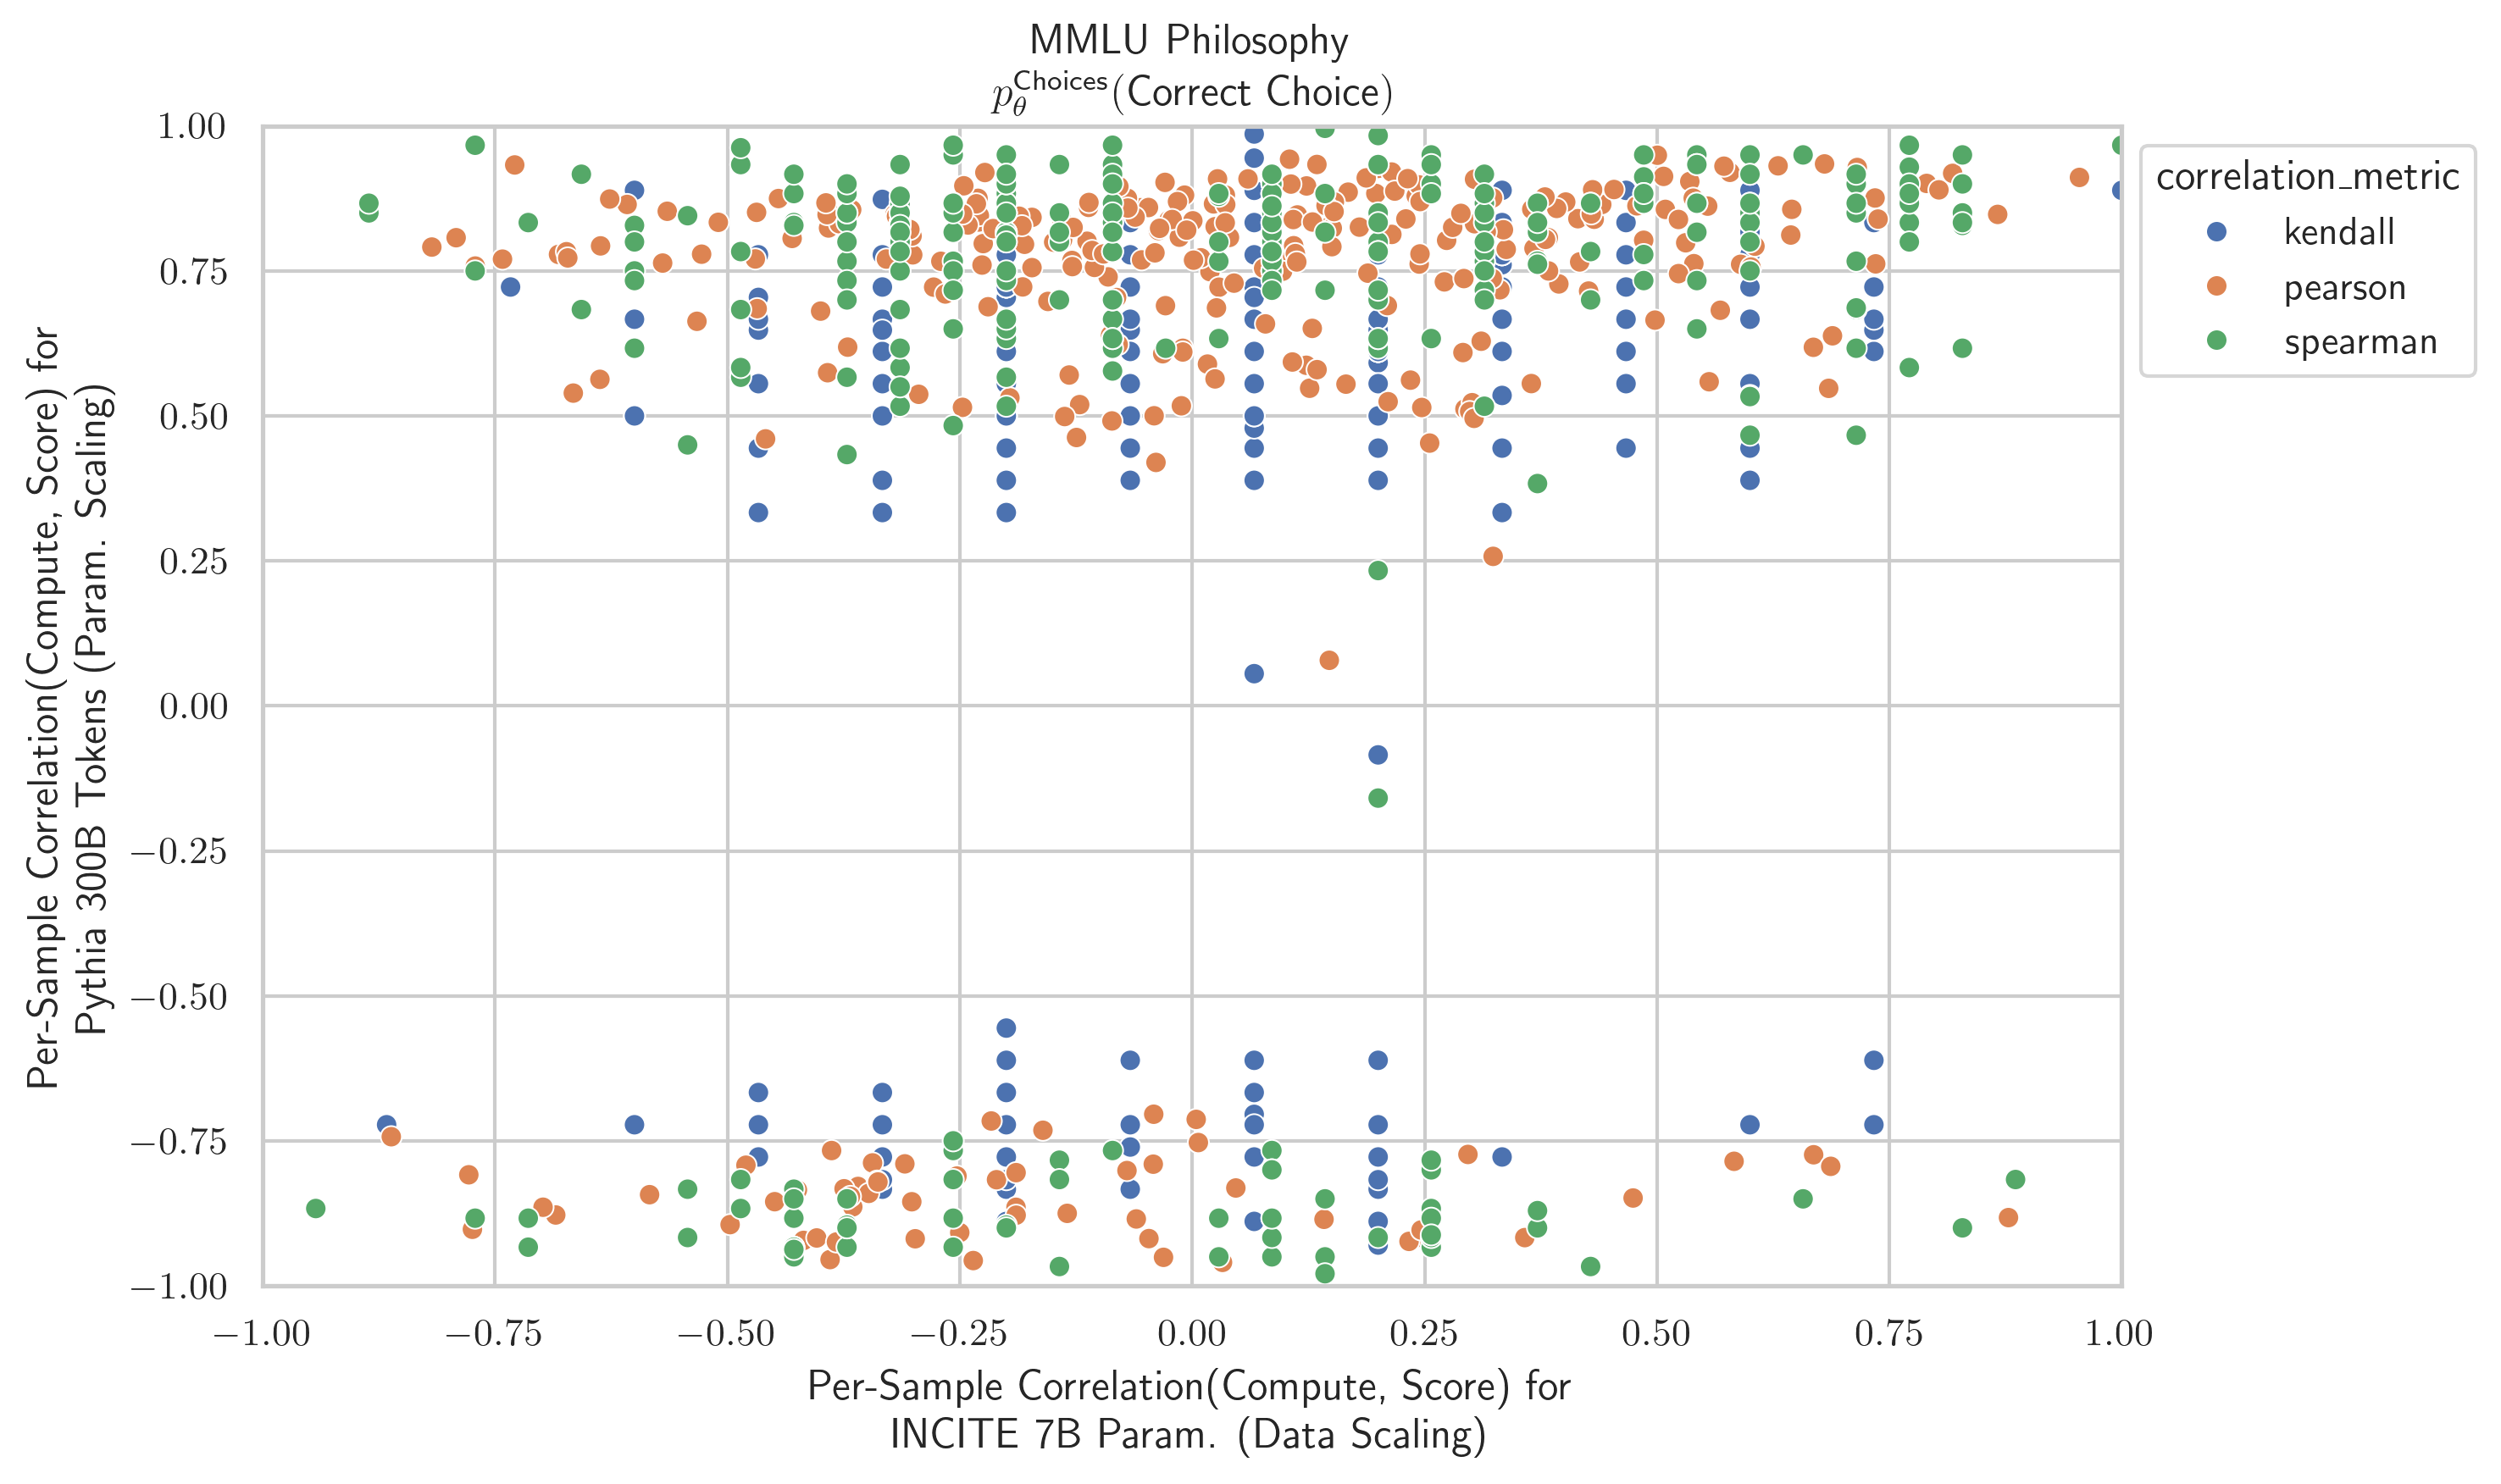 MMLU Philosophy
p_θ^Choices(Correct Choice)
1.00
0.75
0.50
0.25
0.00
−0.25
−0.50
−0.75
−1.00
Per-Sample Correlation(Compute, Score) for
Pythia 300B Tokens (Param. Scaling)
correlation_metric
kendall
pearson
spearman
−1.00 −0.75 −0.50 −0.25 0.00 0.25 0.50 0.75 1.00
Per-Sample Correlation(Compute, Score) for
INCITE 7B Param. (Data Scaling)